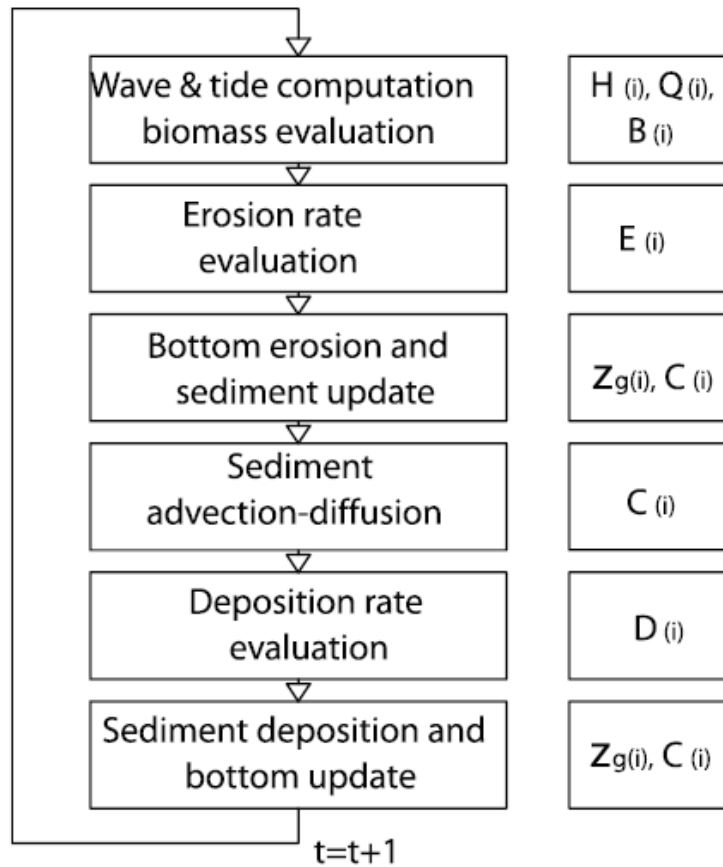 Wave & tide computation
biomass evaluation
H (i), Q (i),
B (i)
Erosion rate
evaluation
E (i)
Bottom erosion and
sediment update
zg(i), C (i)
Sediment
advection-diffusion
C (i)
Deposition rate
evaluation
D (i)
Sediment deposition and
bottom update
zg(i), C (i)
t=t+1